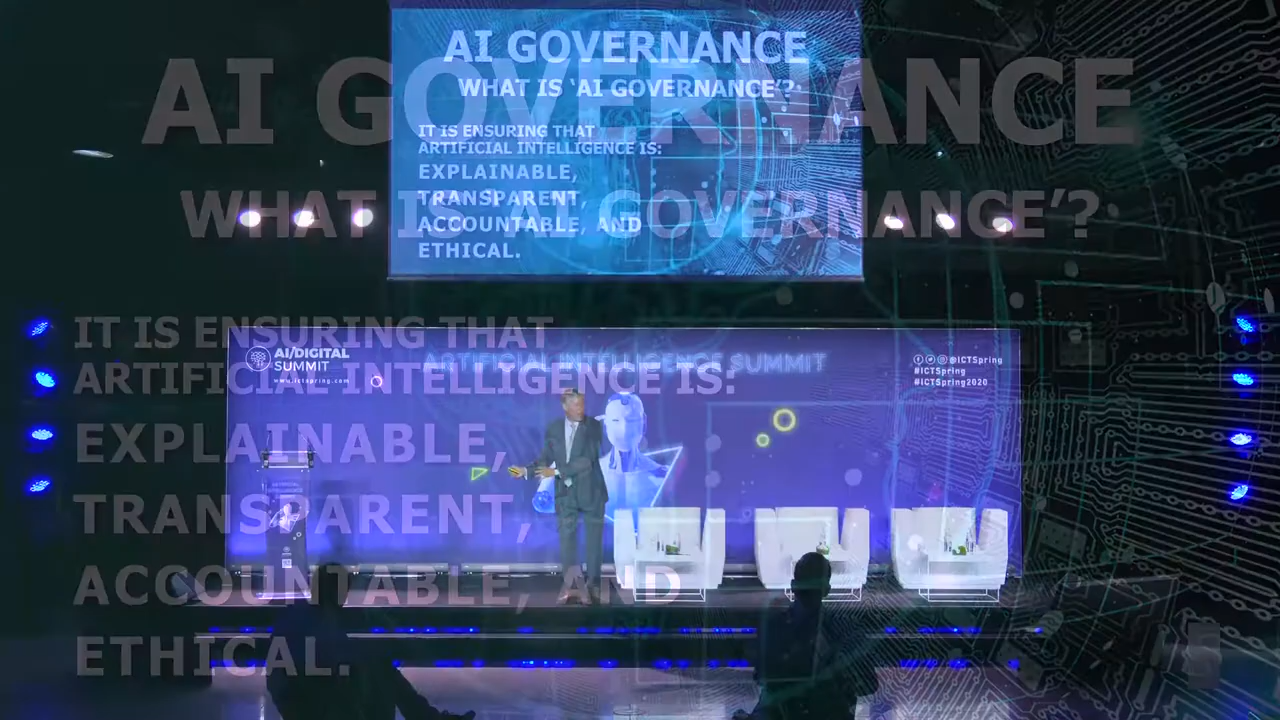 AI GOVERNANCE
WHAT IS ‘AI GOVERNANCE’?
IT IS ENSURING THAT
ARTIFICIAL INTELLIGENCE IS:
EXPLAINABLE,
TRANSPARENT,
ACCOUNTABLE, AND
ETHICAL.
AI GOVERNANCE
WHAT IS ‘AI GOVERNANCE’?
IT IS ENSURING THAT
ARTIFICIAL INTELLIGENCE IS:
EXPLAINABLE,
TRANSPARENT,
ACCOUNTABLE, AND
ETHICAL.
AI/DIGITAL
SUMMIT
www.ictspring.com
ARTIFICIAL INTELLIGENCE SUMMIT
@ICTSpring
#ICTSpring
#ICTSpring2020